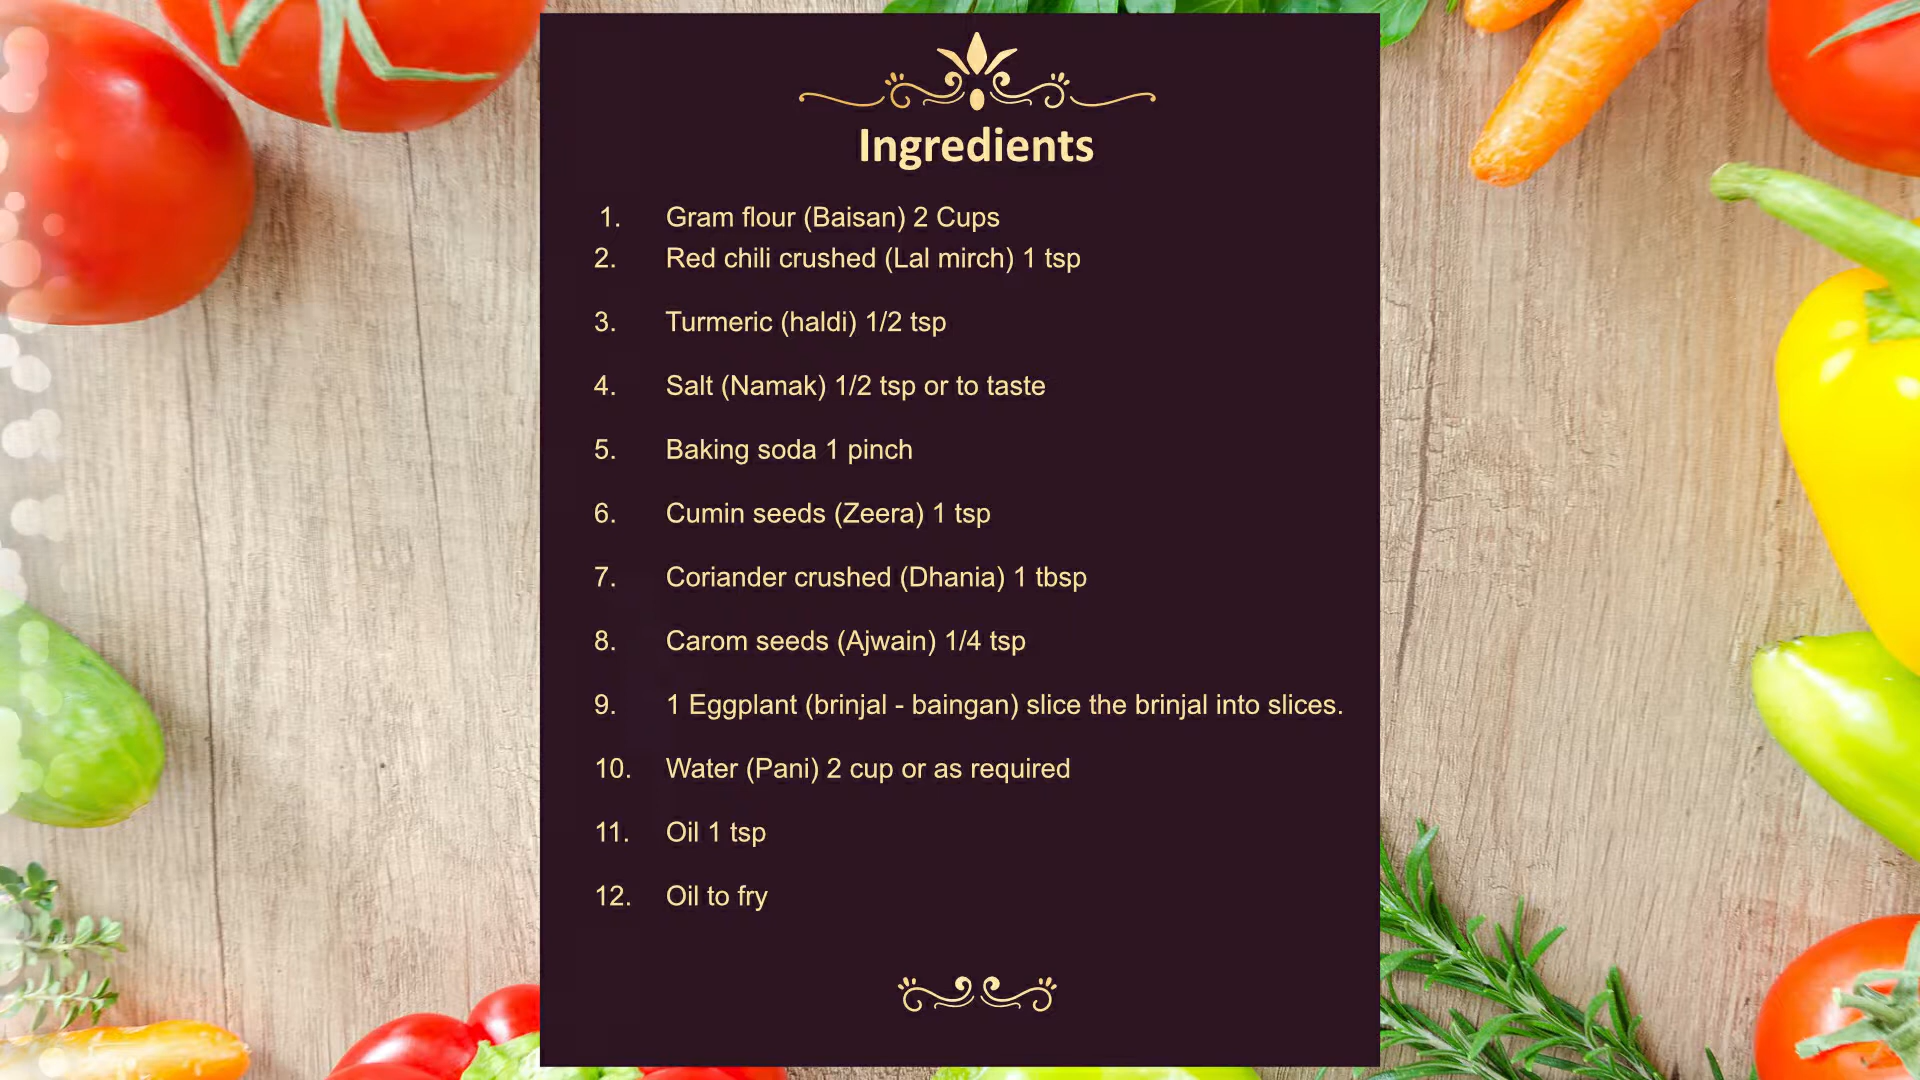 Ingredients
1. Gram flour (Baisan) 2 Cups
2. Red chili crushed (Lal mirch) 1 tsp
3. Turmeric (haldi) 1/2 tsp
4. Salt (Namak) 1/2 tsp or to taste
5. Baking soda 1 pinch
6. Cumin seeds (Zeera) 1 tsp
7. Coriander crushed (Dhania) 1 tbsp
8. Carom seeds (Ajwain) 1/4 tsp
9. 1 Eggplant (brinjal - baingan) slice the brinjal into slices.
10. Water (Pani) 2 cup or as required
11. Oil 1 tsp
12. Oil to fry